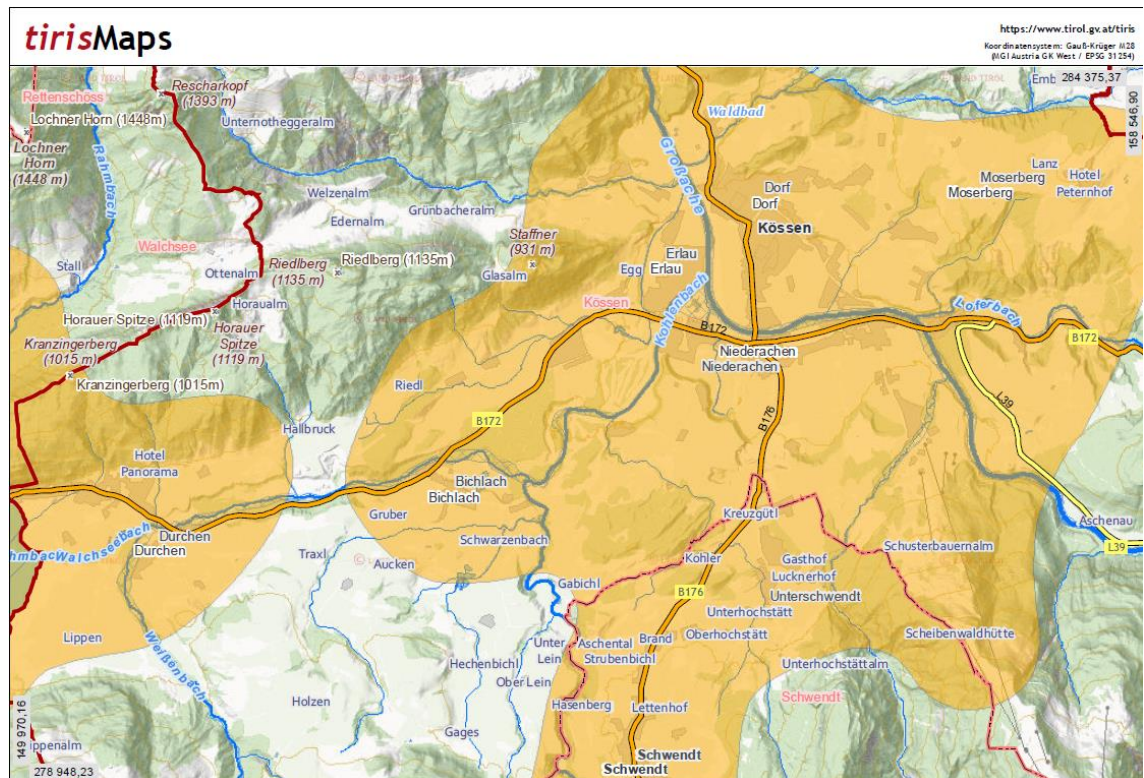 tirisMaps
https://www.tirol.gv.at/tiris
Koordinatensystem: Gauß-Krüger M28
(MGI Austria GK West / EPSG 31254)
284 375,37
158 546,90
Rescharkopf
(1393 m)
Rettenschöss
Lochner Horn (1448m)
Lochner
Horn
(1448 m)
Unternotheggeralm
Rahmbach
Waldbad
Großache
Lanz
Moserberg
Moserberg
Hotel
Peternhof
Welzenalm
Grünbacheralm
Edernalm
Dorf
Dorf
Kössen
Walchsee
Staffner
(931 m)
Riedlberg
(1135 m)
Riedlberg (1135m)
Stall
Ottenalm
Glasalm
Egg
Erlau
Erlau
Horaualm
Horauer Spitze (1119m)
Horauer
Spitze
(1119 m)
Kössen
Kohlenbach
Loferbach
B172
B172
Kranzingerberg
(1015 m)
Kranzingerberg (1015m)
Niederachen
Niederachen
Riedl
L39
B176
B172
Hallbruck
Hotel
Panorama
Bichlach
Bichlach
Gruber
Kreuzgütl
Aschenau
L39
Durchen
Durchen
Walchseebach
Schwarzenbach
Traxl
Aucken
Schusterbauernalm
Köhler
Gasthof
Lucknerhof
Unterschwendt
Gabichl
B176
Unterhochstätt
Lippen
Weißenbach
Unter
Lein
Aschental
Brand
Oberhochstätt
Scheibenwaldhütte
Strubenbichl
Hechenbichl
Unterhochstättalm
Ober Lein
Schwendt
Holzen
Hasenberg
Lettenhof
Gages
149 970,16
278 948,23
Schwendt
Schwendt